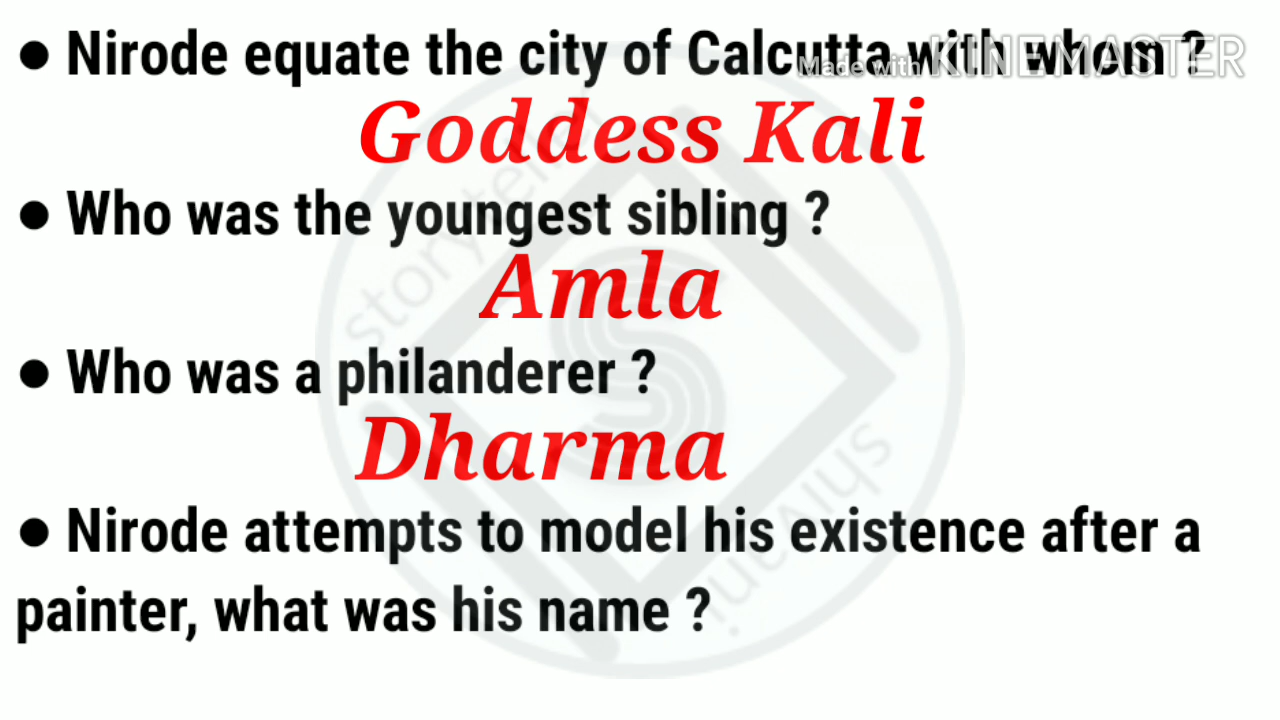 ● Nirode equate the city of Calcutta with whom ?
Made with KINEMASTER
Goddess Kali
● Who was the youngest sibling ?
Amla
● Who was a philanderer ?
Dharma
● Nirode attempts to model his existence after a
painter, what was his name ?
shivani